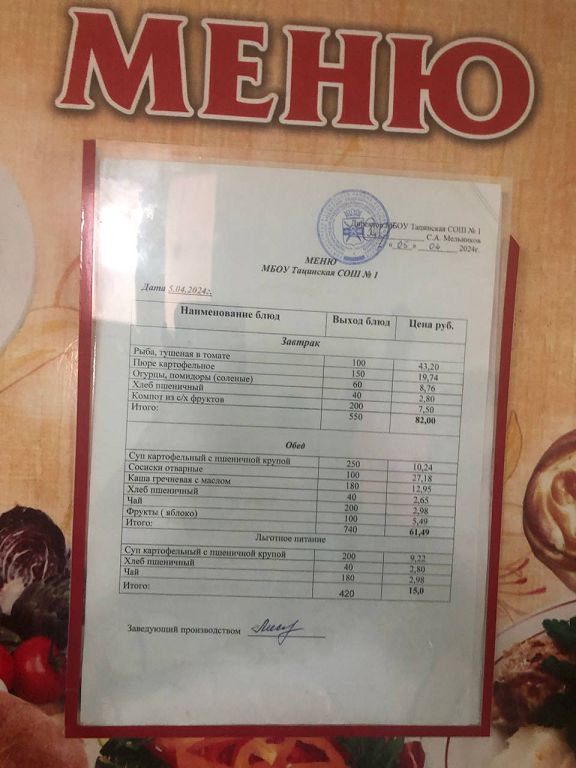 МЕНЮ
Директор МБОУ Тацинская СОШ № 1
С.А. Мельников
« 05 » 04 2024г.
МЕНЮ
МБОУ Тацинская СОШ № 1
Дата 5.04.2024г.
Наименование блюд Выход блюд Цена руб.
Завтрак
Рыба, тушеная в томате 100 43,20
Пюре картофельное 150 19,74
Огурцы, помидоры (соленые) 60 8,76
Хлеб пшеничный 40 2,80
Компот из с/х фруктов 200 7,50
Итого: 550 82,00
Обед
Суп картофельный с пшеничной крупой 250 10,24
Сосиски отварные 100 27,18
Каша гречневая с маслом 180 12,95
Хлеб пшеничный 40 2,65
Чай 200 2,98
Фрукты ( яблоко) 100 5,49
Итого: 740 61,49
Льготное питание
Суп картофельный с пшеничной крупой 200 9,22
Хлеб пшеничный 40 2,80
Чай 180 2,98
Итого: 420 15,0
Заведующий производством